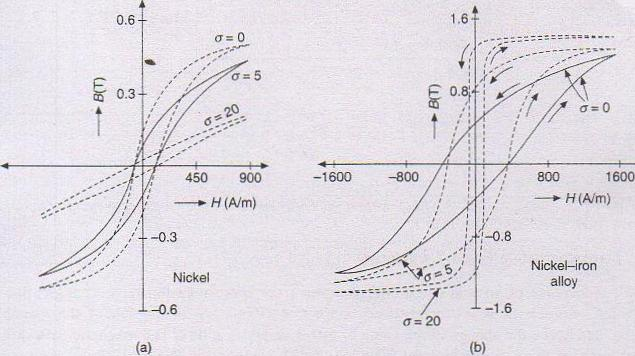 0.6
σ = 0
B(T)
0.3
σ = 5
σ = 20
450
900
H (A/m)
−0.3
Nickel
−0.6
(a)
1.6
B(T)
0.8
σ = 0
−1600
−800
800
1600
H (A/m)
−0.8
σ = 5
Nickel–iron
alloy
σ = 20
−1.6
(b)